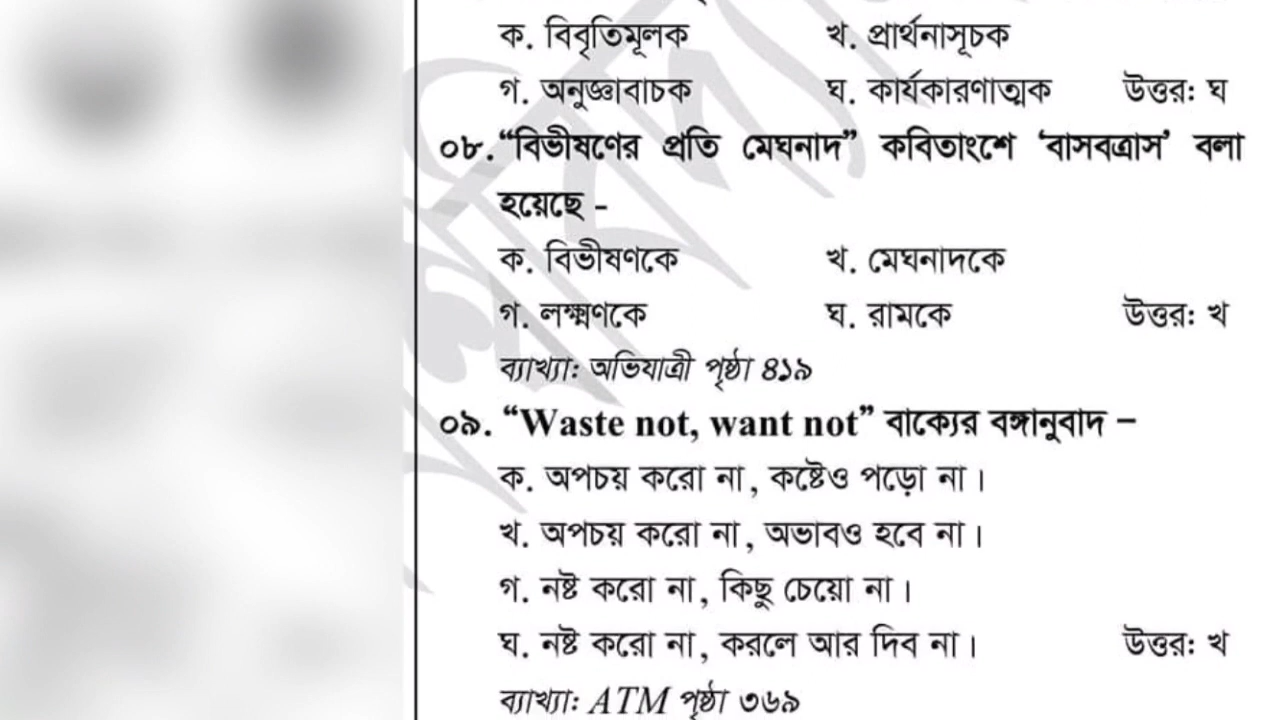 ক. বিবৃতিমূলক খ. প্রার্থনাসূচক
গ. অনুজ্ঞাবাচক ঘ. কার্যকারণাত্মক উত্তর: ঘ
০৮. “বিভীষণের প্রতি মেঘনাদ” কবিতাংশে ‘বাসবত্রাস’ বলা
হয়েছে -
ক. বিভীষণকে খ. মেঘনাদকে
গ. লক্ষ্মণকে ঘ. রামকে উত্তর: খ
ব্যাখ্যা: অভিযাত্রী পৃষ্ঠা ৪১৯
০৯. “Waste not, want not” বাক্যের বঙ্গানুবাদ –
ক. অপচয় করো না, কষ্টেও পড়ো না।
খ. অপচয় করো না, অভাবও হবে না।
গ. নষ্ট করো না, কিছু চেয়ো না।
ঘ. নষ্ট করো না, করলে আর দিব না। উত্তর: খ
ব্যাখ্যা: ATM পৃষ্ঠা ৩৬৯